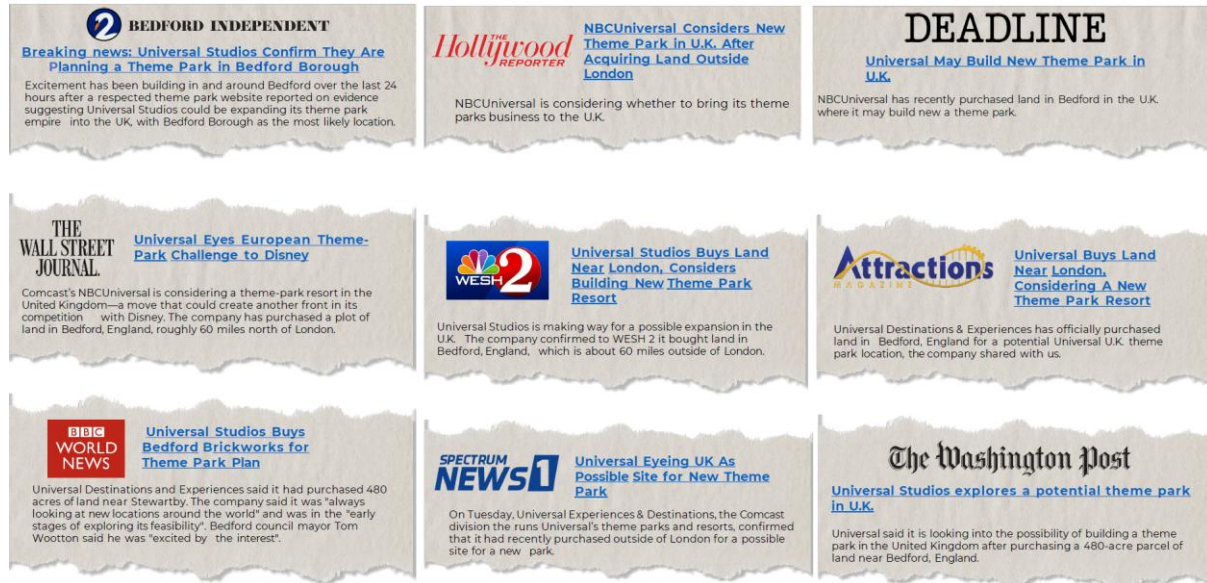 2 BEDFORD INDEPENDENT
Breaking news: Universal Studios Confirm They Are
Planning a Theme Park in Bedford Borough
Excitement has been building in and around Bedford over the last 24
hours after a respected theme park website reported on evidence
suggesting Universal Studios could be expanding its theme park
empire into the UK, with Bedford Borough as the most likely location.
THE
Hollywood
REPORTER
NBCUniversal Considers New
Theme Park in U.K. After
Acquiring Land Outside
London
NBCUniversal is considering whether to bring its theme
parks business to the U.K.
DEADLINE
Universal May Build New Theme Park in
U.K.
NBCUniversal has recently purchased land in Bedford in the U.K.
where it may build new a theme park.
THE
WALL STREET
JOURNAL.
Universal Eyes European Theme-
Park Challenge to Disney
Comcast's NBCUniversal is considering a theme-park resort in the
United Kingdom—a move that could create another front in its
competition with Disney. The company has purchased a plot of
land in Bedford, England, roughly 60 miles north of London.
WESH 2
Universal Studios Buys Land
Near London, Considers
Building New Theme Park
Resort
Universal Studios is making way for a possible expansion in the
U.K. The company confirmed to WESH 2 it bought land in
Bedford, England, which is about 60 miles outside of London.
Attractions
MAGAZINE
Universal Buys Land
Near London,
Considering A New
Theme Park Resort
Universal Destinations & Experiences has officially purchased
land in Bedford, England for a potential Universal U.K. theme
park location, the company shared with us.
BBC
WORLD
NEWS
Universal Studios Buys
Bedford Brickworks for
Theme Park Plan
Universal Destinations and Experiences said it had purchased 480
acres of land near Stewartby. The company said it was "always
looking at new locations around the world" and was in the "early
stages of exploring its feasibility". Bedford council mayor Tom
Wootton said he was "excited by the interest".
SPECTRUM
NEWS 1
Universal Eyeing UK As
Possible Site for New Theme
Park
On Tuesday, Universal Experiences & Destinations, the Comcast
division the runs Universal's theme parks and resorts, confirmed
that it had recently purchased outside of London for a possible
site for a new park.
The Washington Post
Universal Studios explores a potential theme park
in U.K.
Universal said it is looking into the possibility of building a theme
park in the United Kingdom after purchasing a 480-acre parcel of
land near Bedford, England.